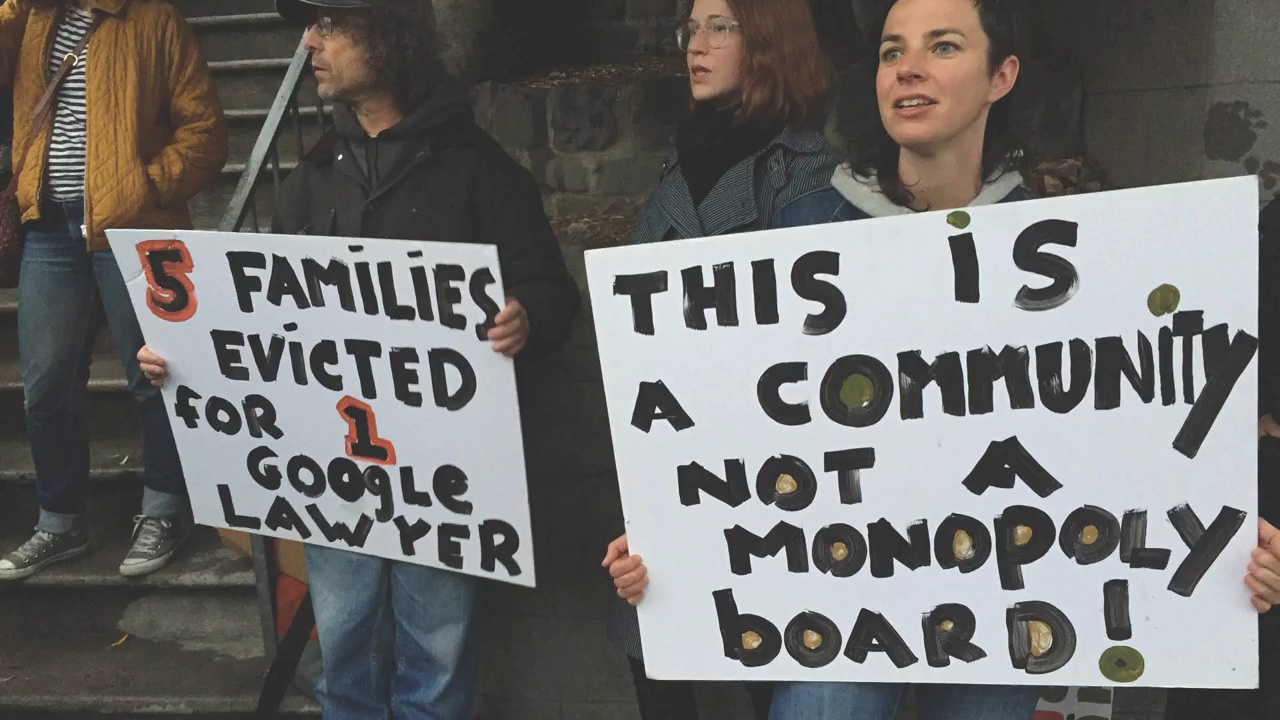 5 FAMiLiES
EViCTED
FOR 1
GOOgLe
LAWYER
THIS iS
A COMMUNiTY
NOT A
MONOPOLY
bOARD!